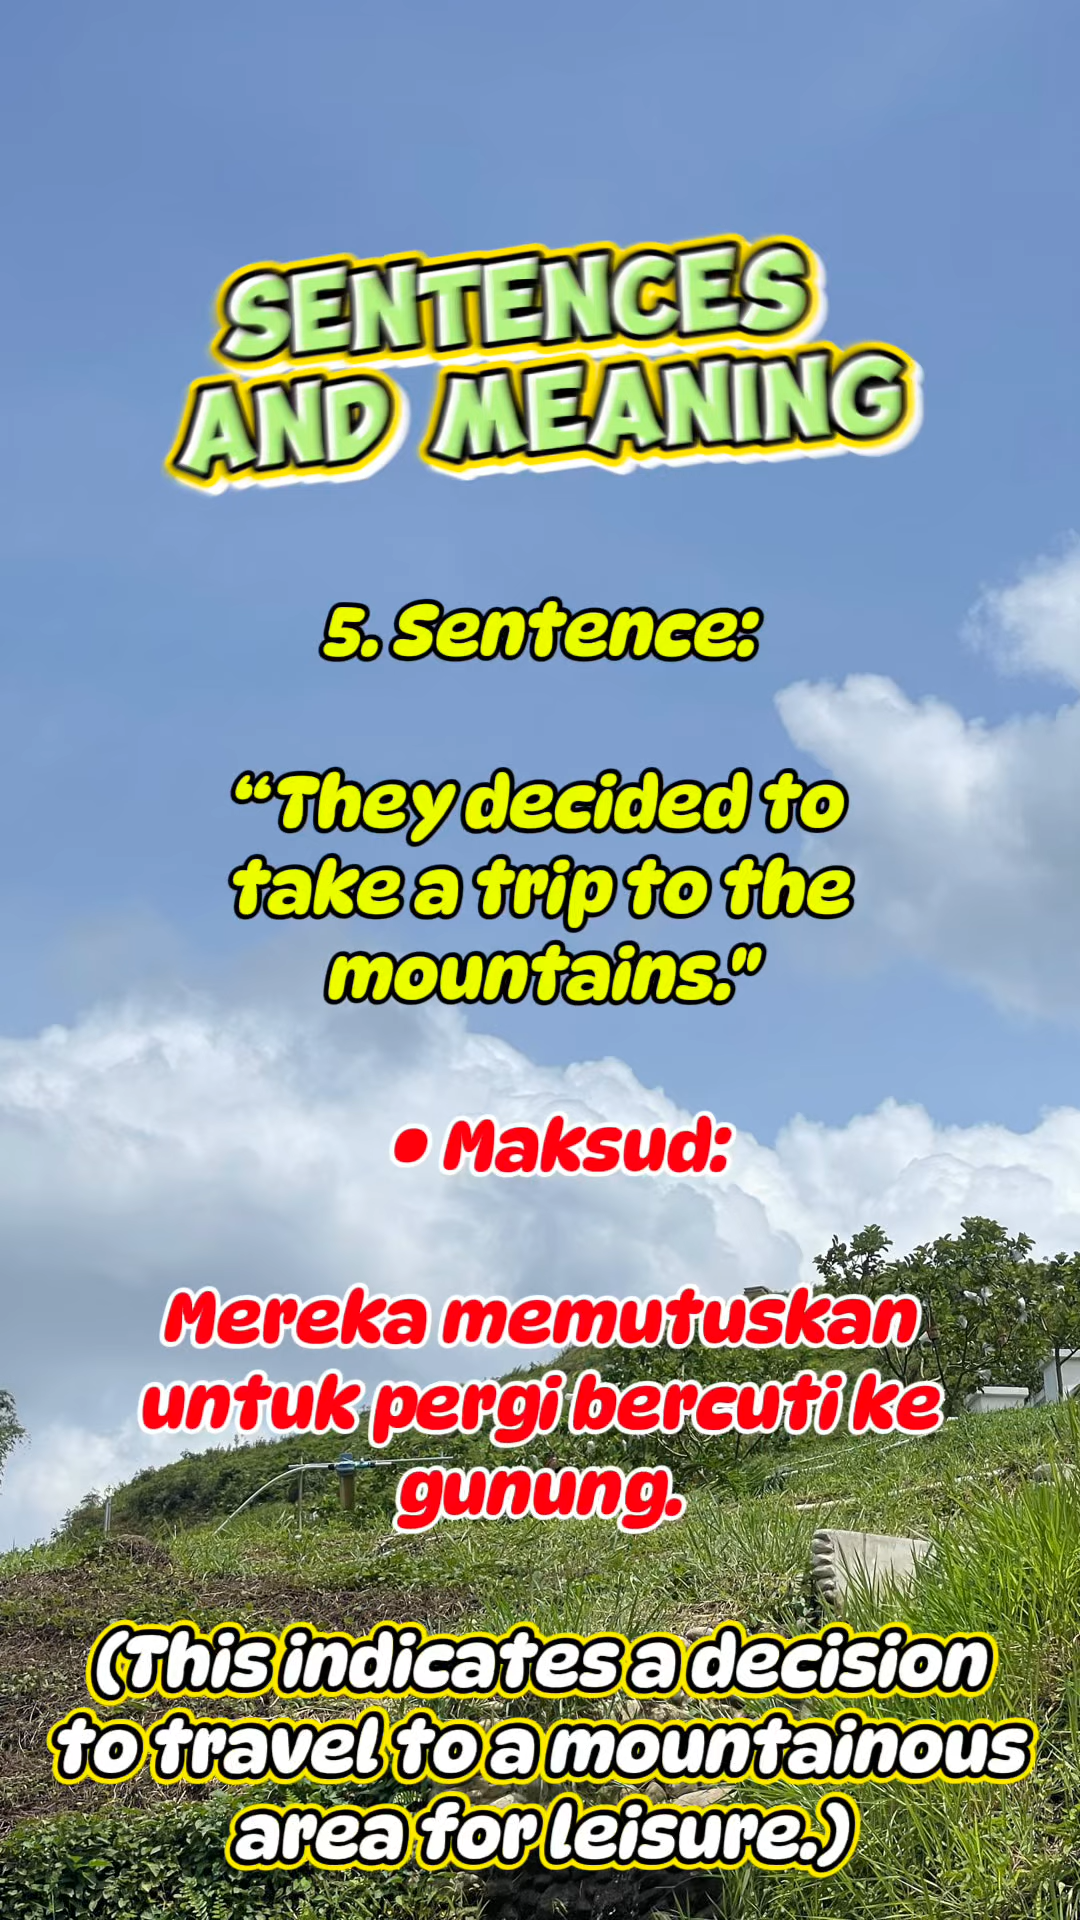 SENTENCES
AND MEANING
5. Sentence:
“They decided to
take a trip to the
mountains."
• Maksud:
Mereka memutuskan
untuk pergi bercuti ke
gunung.
(This indicates a decision
to travel to a mountainous
area for leisure.)